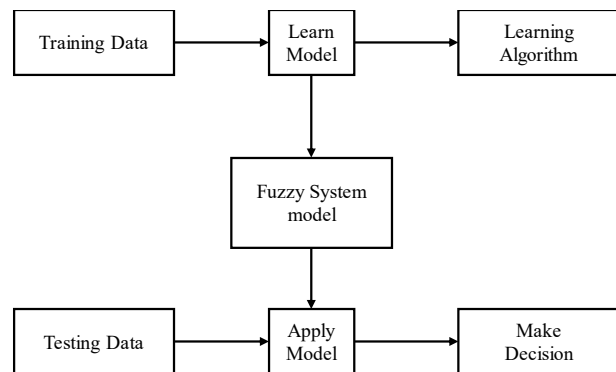 Training Data
Learn
Model
Learning
Algorithm
Fuzzy System
model
Testing Data
Apply
Model
Make
Decision